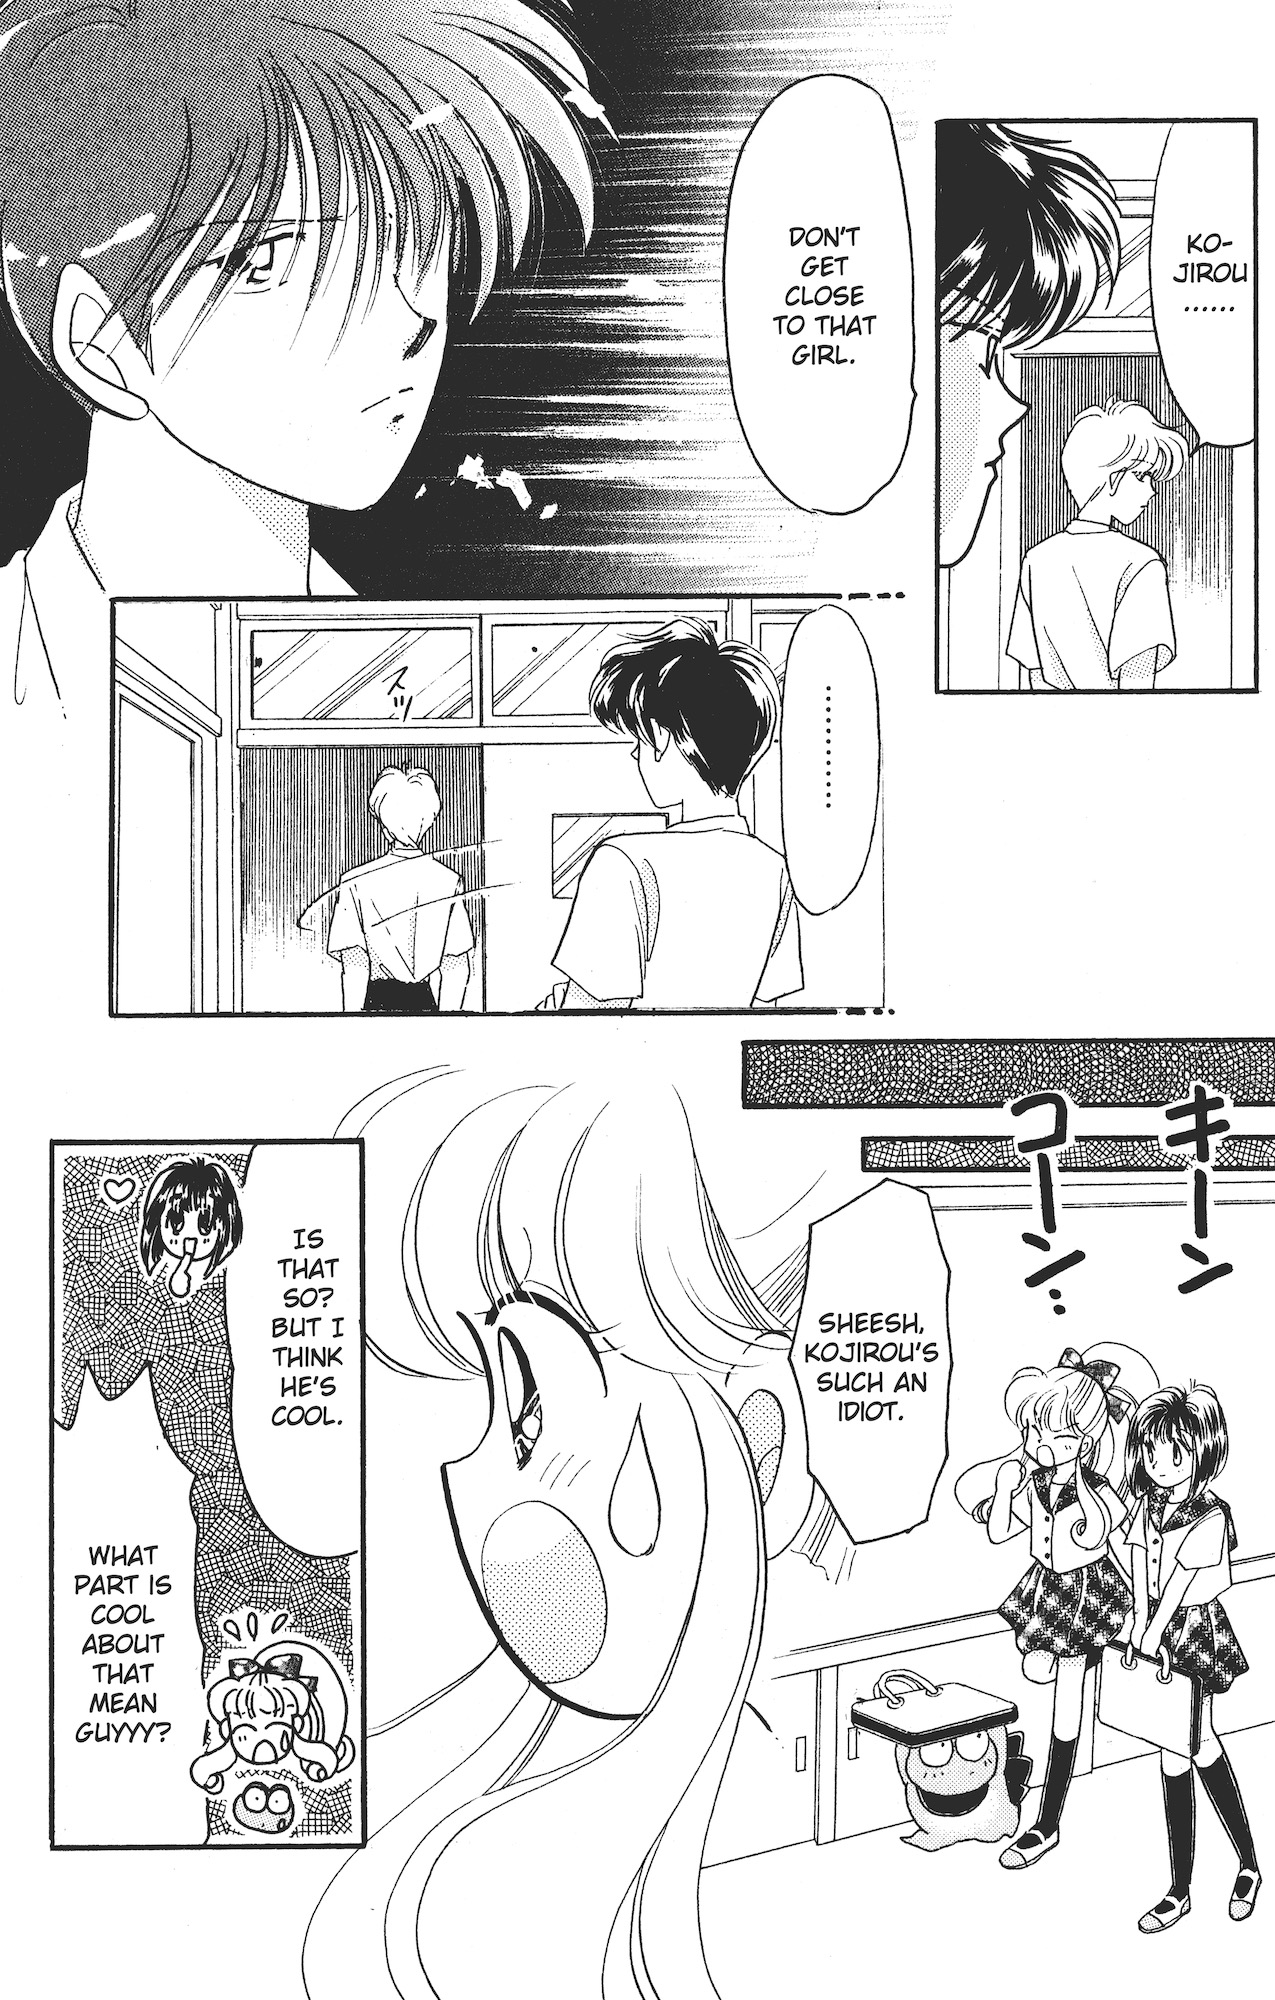 KO-
JIROU
......
DON'T
GET
CLOSE
TO THAT
GIRL.
スッ
............
キーン
コーン..
SHEESH,
KOJIROU'S
SUCH AN
IDIOT.
IS
THAT
SO?
BUT I
THINK
HE'S
COOL.
WHAT
PART IS
COOL
ABOUT
THAT
MEAN
GUYYY?